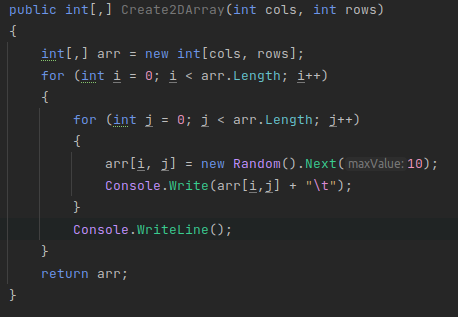 public int[,] Create2DArray(int cols, int rows)
{
    int[,] arr = new int[cols, rows];
    for (int i = 0; i < arr.Length; i++)
    {
        for (int j = 0; j < arr.Length; j++)
        {
            arr[i, j] = new Random().Next( maxValue: 10);
            Console.Write(arr[i,j] + "\t");
        }
        Console.WriteLine();
    }
    return arr;
}